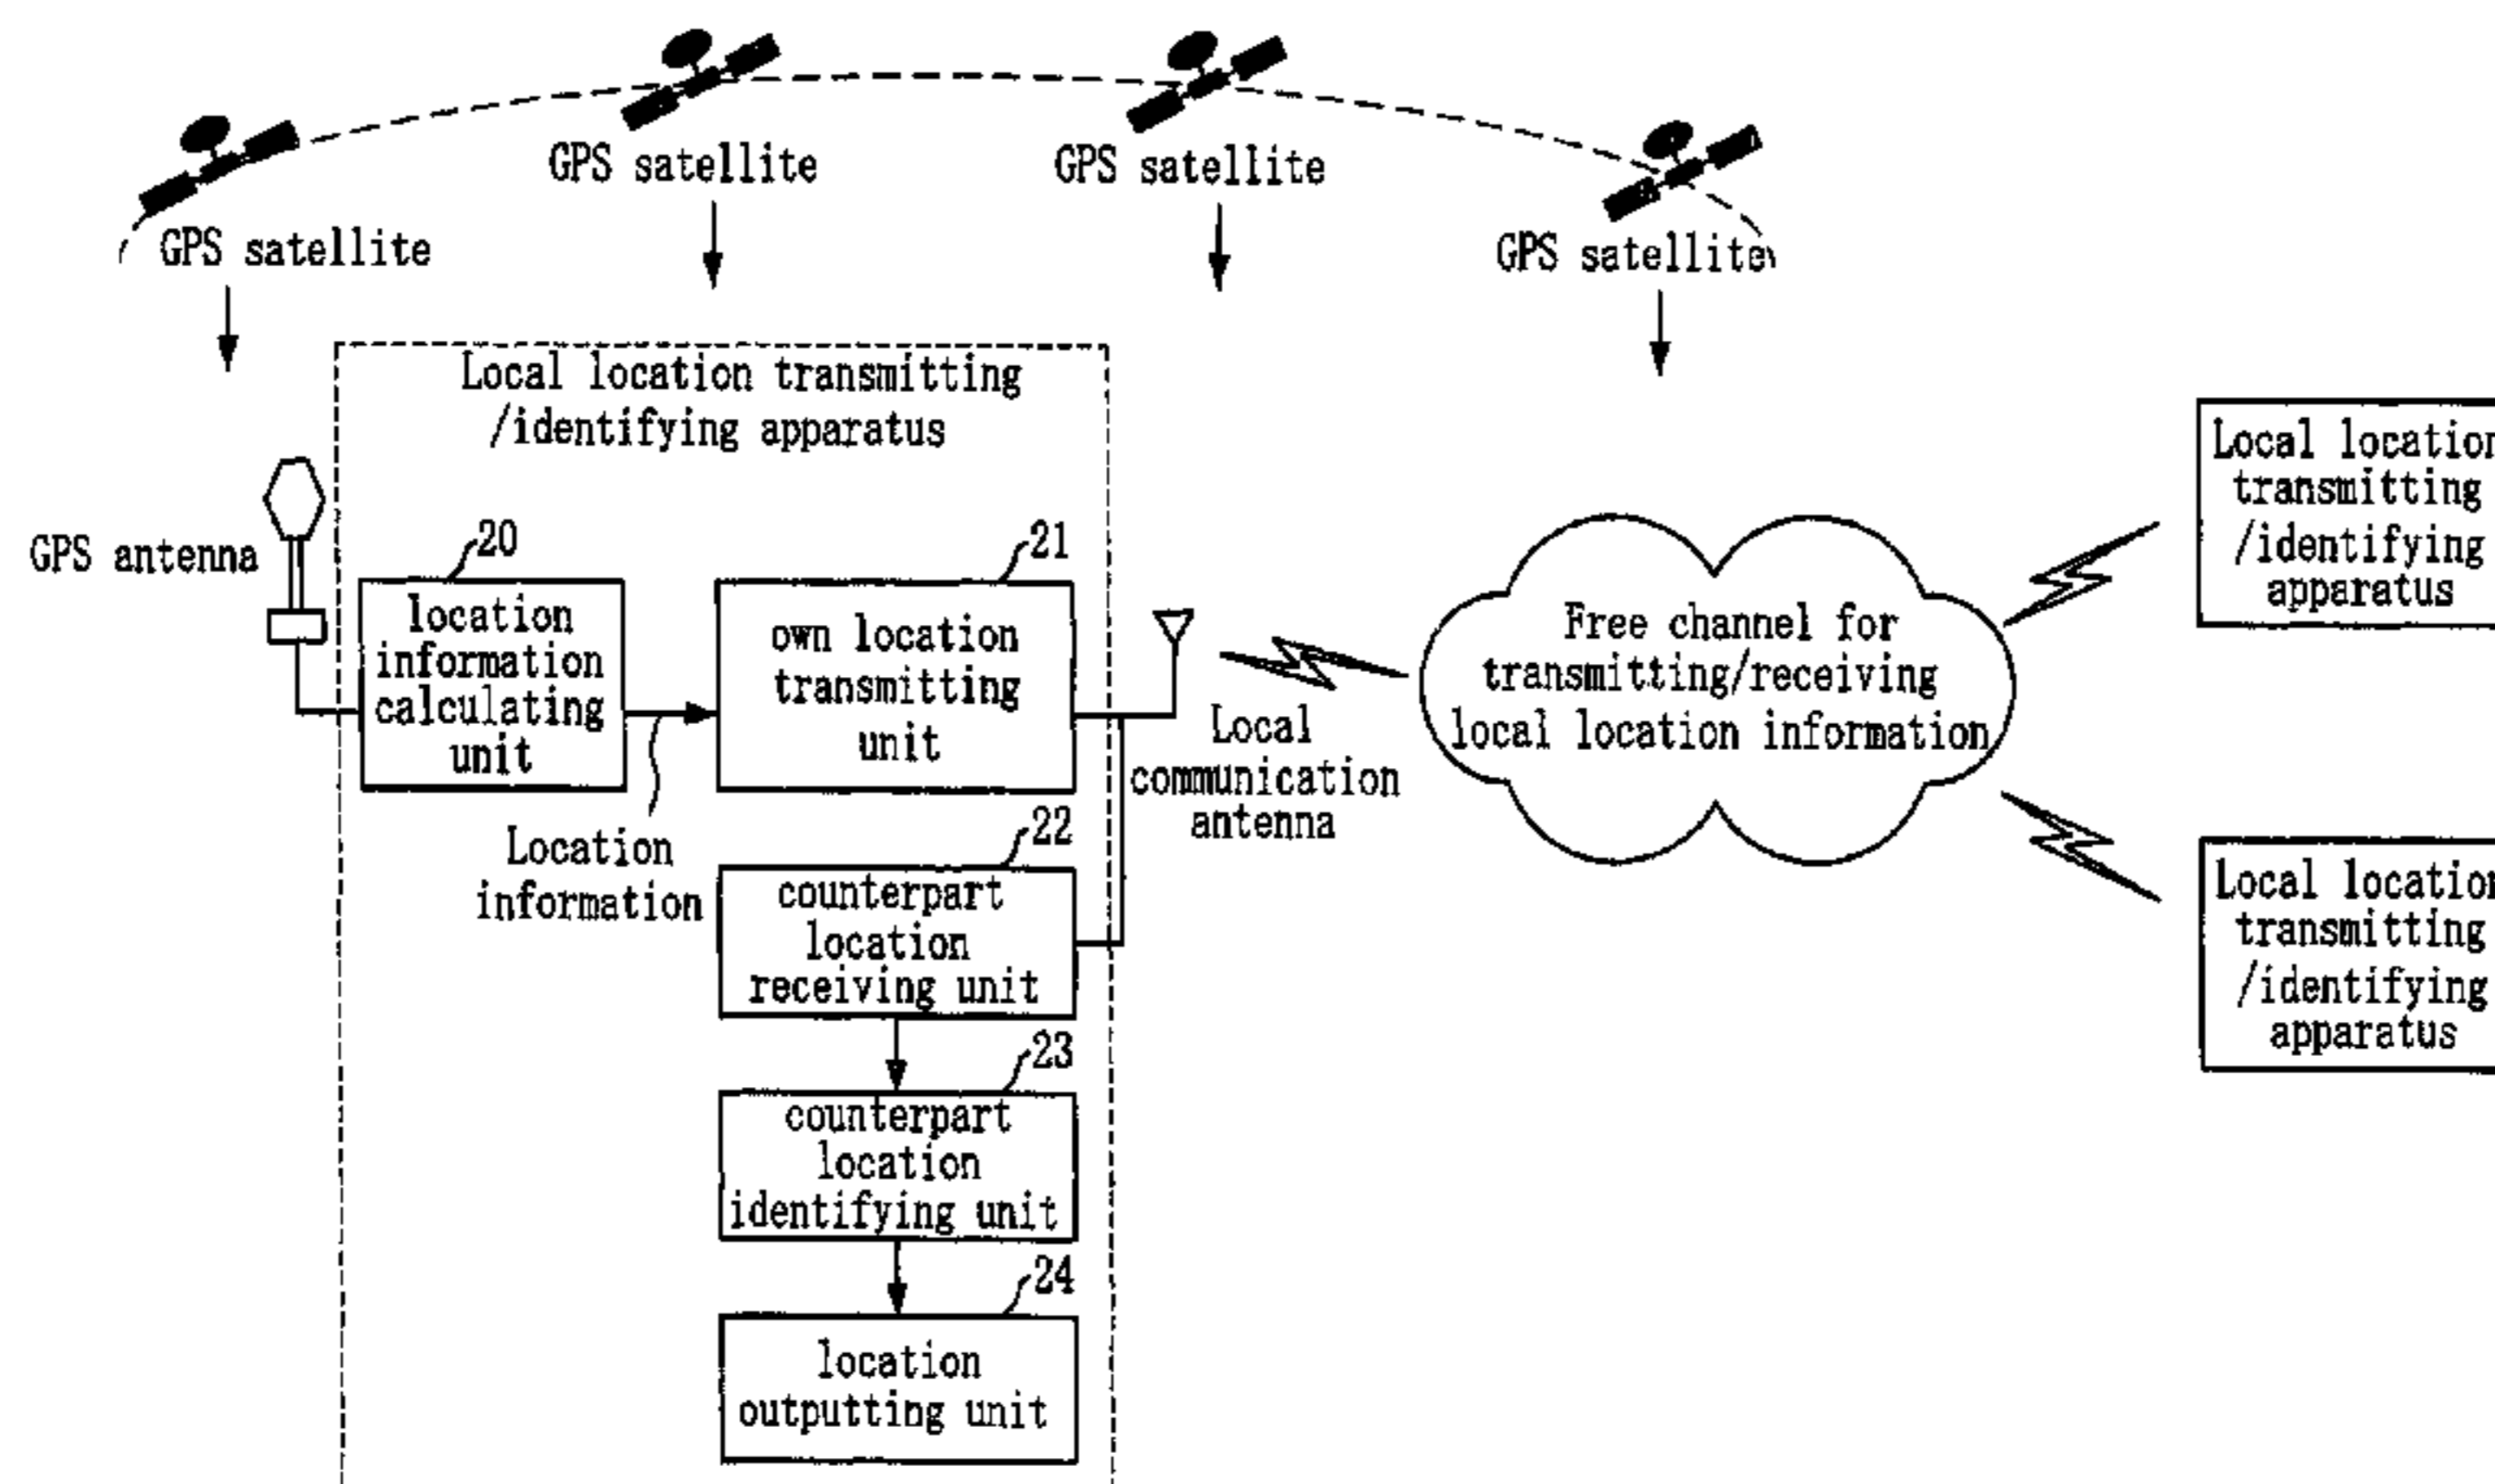 GPS satellite
GPS satellite
GPS satellite
GPS satellite
Local location transmitting
/identifying apparatus
GPS antenna
20
location
information
calculating
unit
21
own location
transmitting
unit
Location
information
Local
communication
antenna
22
counterpart
location
receiving unit
23
counterpart
location
identifying unit
24
location
outputting unit
Free channel for
transmitting/receiving
local location information
Local location
transmitting
/identifying
apparatus
Local location
transmitting
/identifying
apparatus